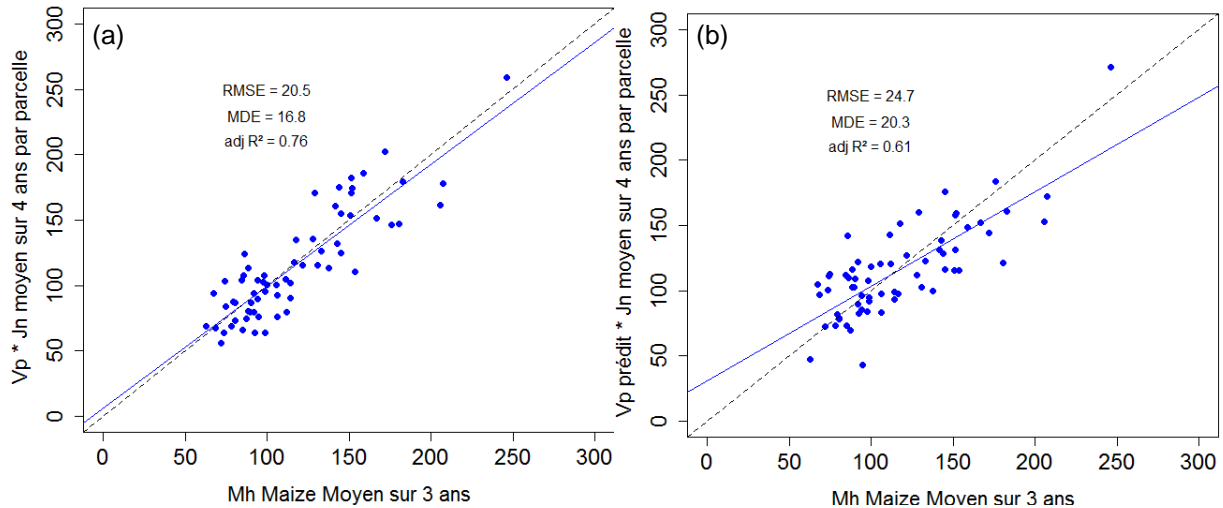 (a)
RMSE = 20.5
MDE = 16.8
adj R² = 0.76
Vp * Jn moyen sur 4 ans par parcelle
0
50
100
150
200
250
300
0 50 100 150 200 250 300
Mh Maize Moyen sur 3 ans
(b)
RMSE = 24.7
MDE = 20.3
adj R² = 0.61
Vp prédit * Jn moyen sur 4 ans par parcelle
0
50
100
150
200
250
300
0 50 100 150 200 250 300
Mh Maize Moyen sur 3 ans